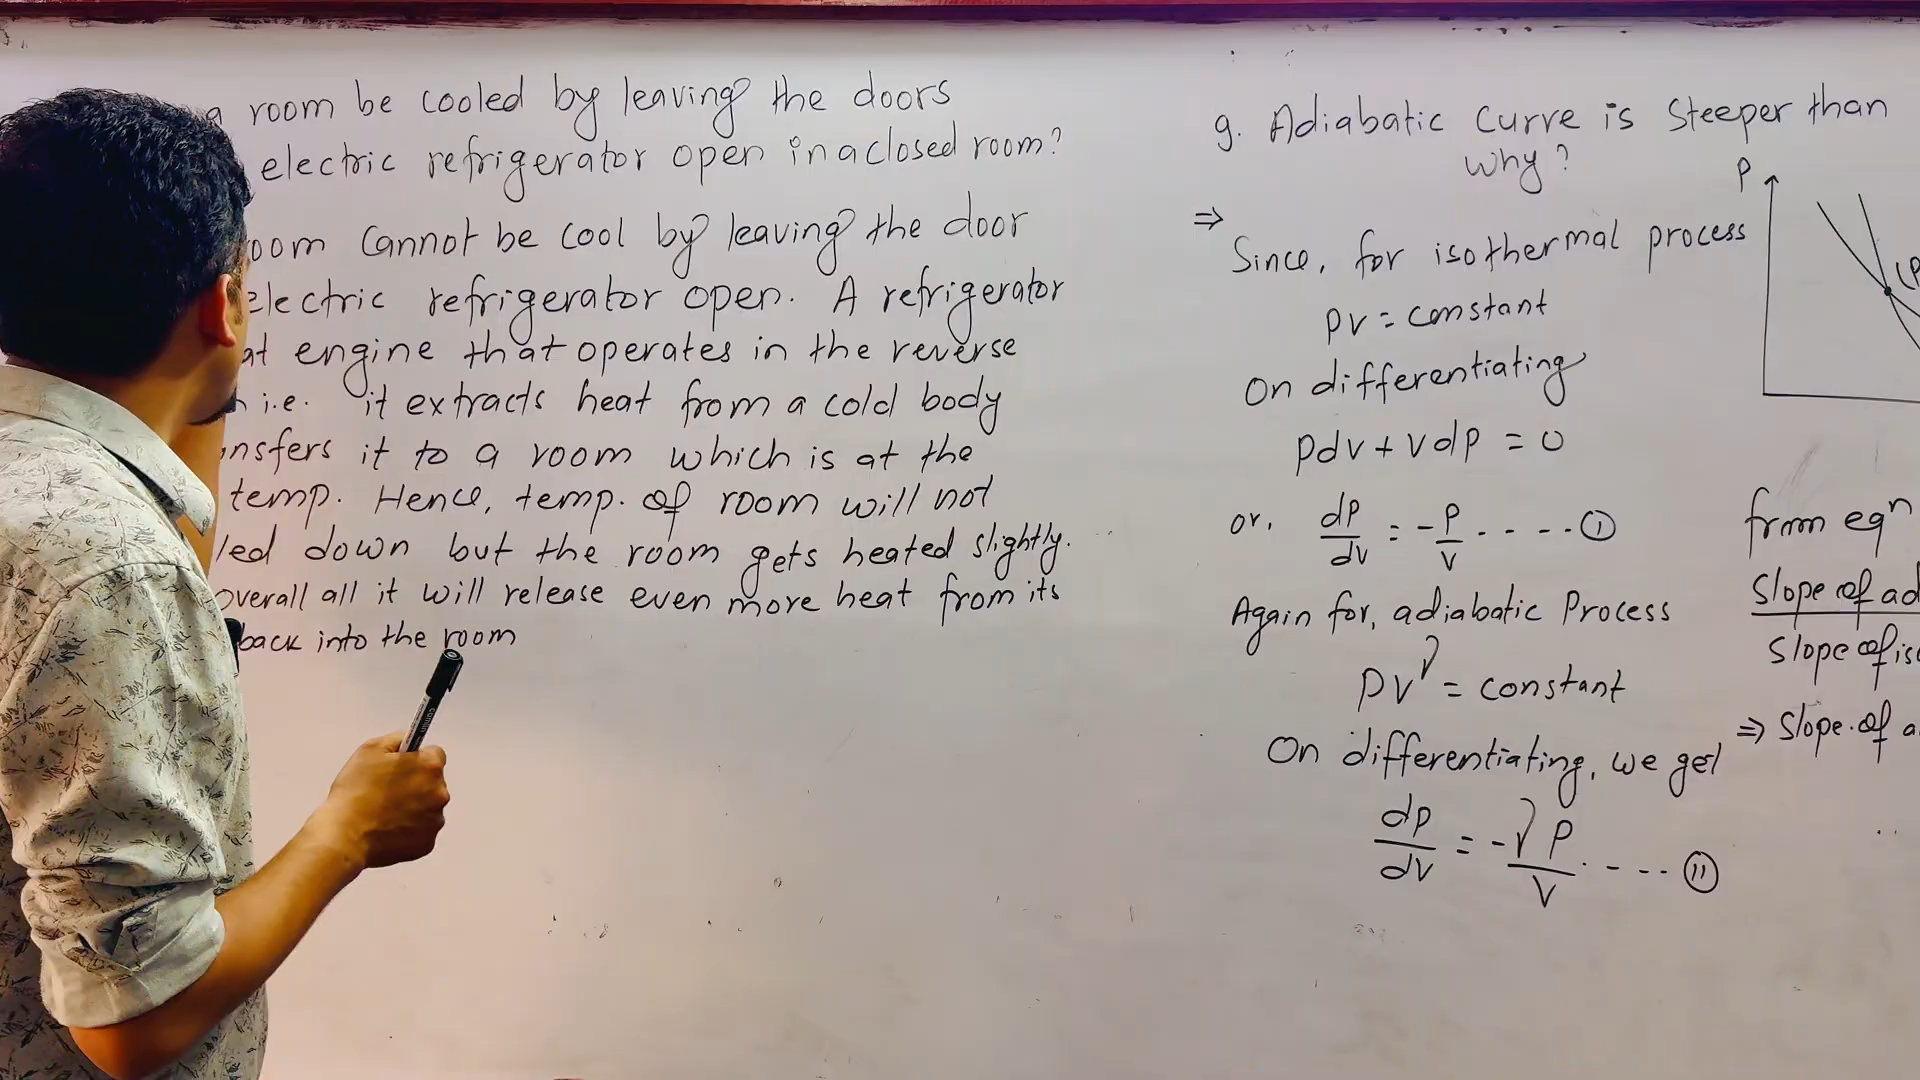 a room be cooled by leaving the doors
electric refrigerator open in a closed room?
room cannot be cool by leaving the door
electric refrigerator open. A refrigerator
at engine that operates in the reverse
n i.e. it extracts heat from a cold body
nsfers it to a room which is at the
temp. Hence, temp. of room will not
led down but the room gets heated slightly.
overall all it will release even more heat from its
back into the room
g. Adiabatic Curve is Steeper than
why?
P
⇒
Since, for isothermal process
PV = constant
On differentiating
Pdv + vdp = 0
or, dp/dv = -P/V - - - - - ①
Again for, adiabatic Process
PV^γ = constant
On differentiating, we get
dp/dv = -γP/V - - - - ⑪
(P
from eqⁿ
Slope of ad
Slope of iso
⇒ Slope of a